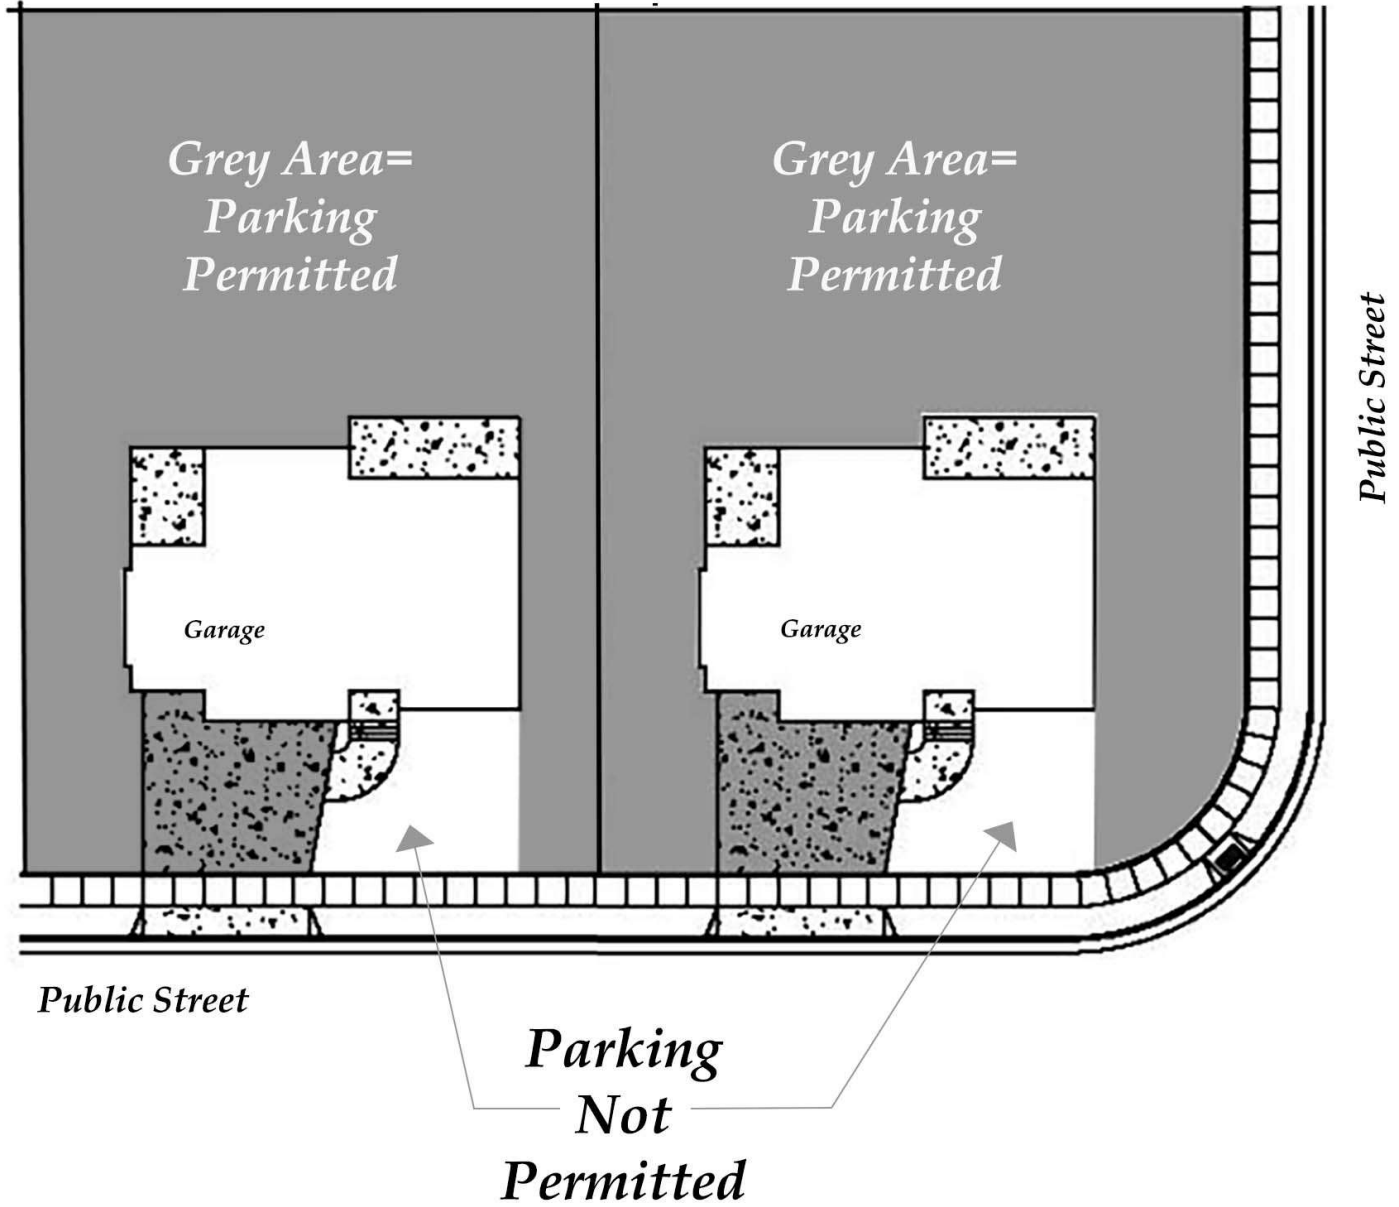 Grey Area=
Parking
Permitted
Grey Area=
Parking
Permitted
Public Street
Garage
Garage
Public Street
Parking
Not
Permitted